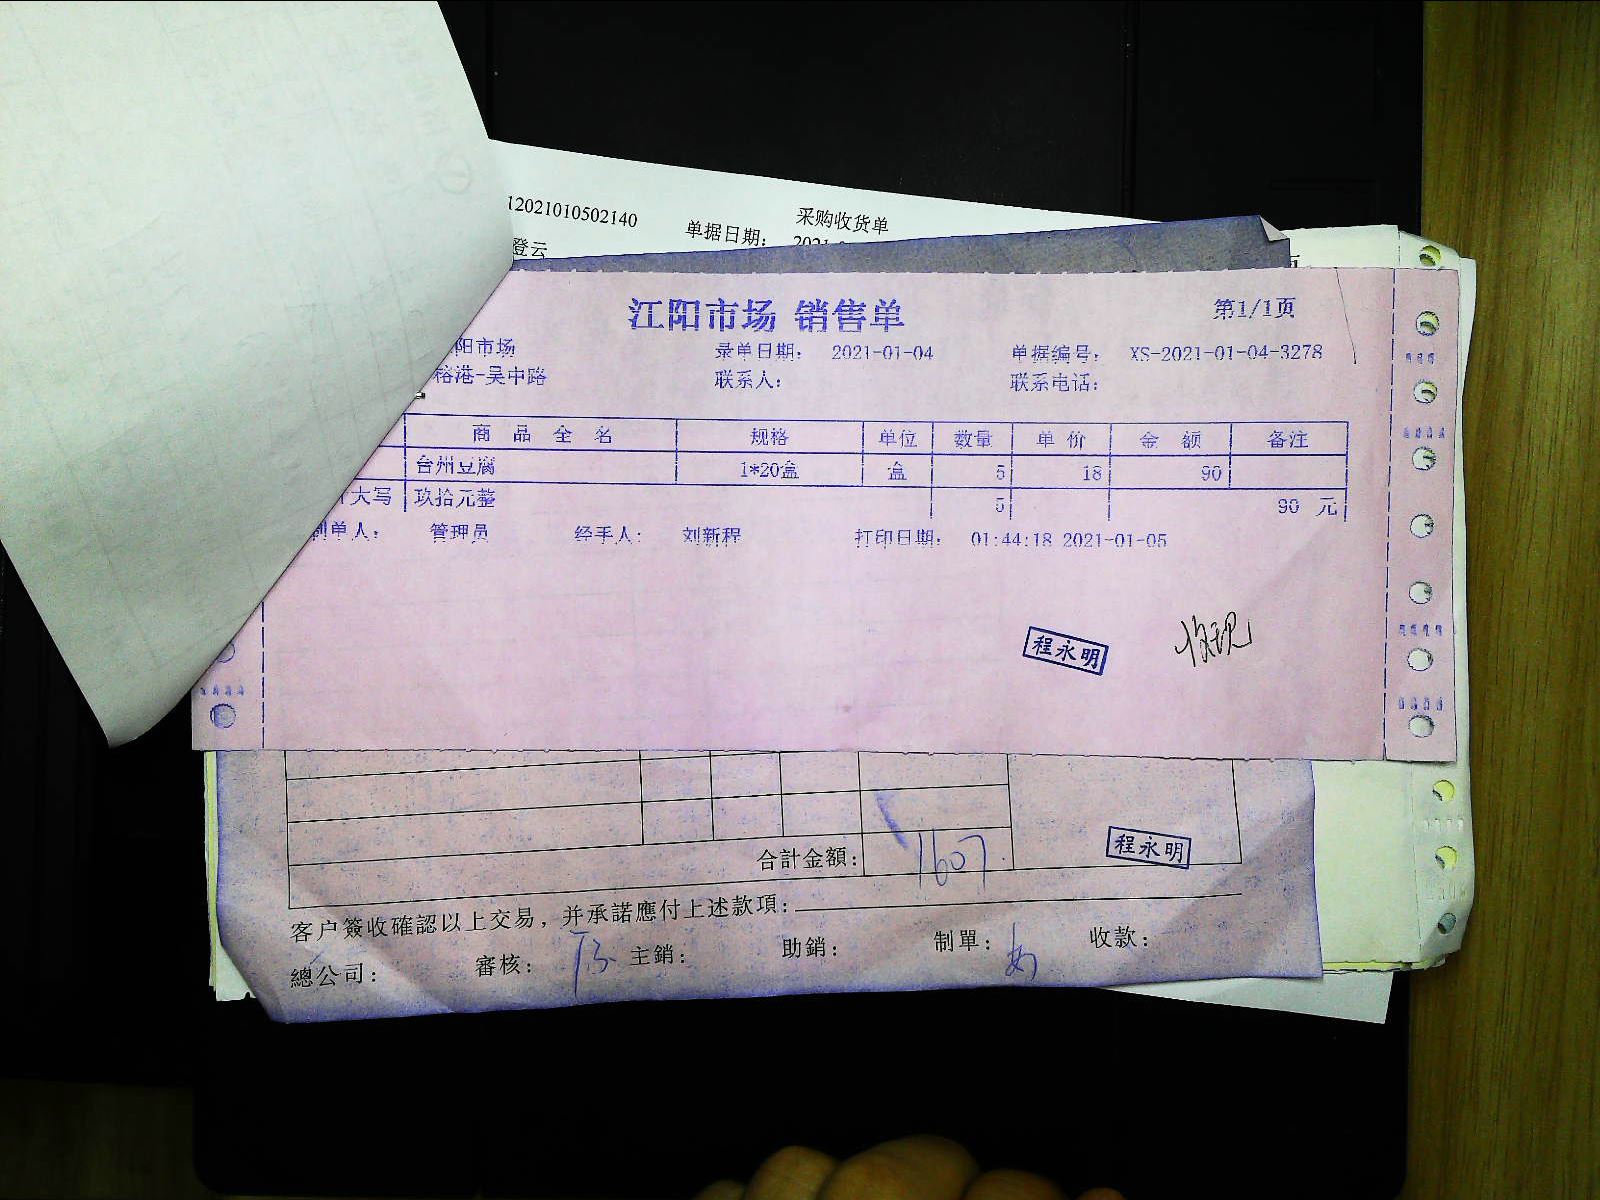 12021010502140
采购收货单
单据日期:
登云
江阳市场 销售单
第1/1页
阳市场
录单日期: 2021-01-04
单据编号: XS-2021-01-04-3278
榕港-吴中路
联系人:
联系电话:
商品全名 规格 单位 数量 单价 金额 备注
台州豆腐 1*20盒 盒 5 18 90
大写 玖拾元整 5 90 元
制单人: 管理员 经手人: 刘新程 打印日期: 01:44:18 2021-01-05
程永明
合計金額: 1607
程永明
客户簽收確認以上交易,并承諾應付上述款項:
總公司: 審核: 主銷: 助銷: 制單: 收款: